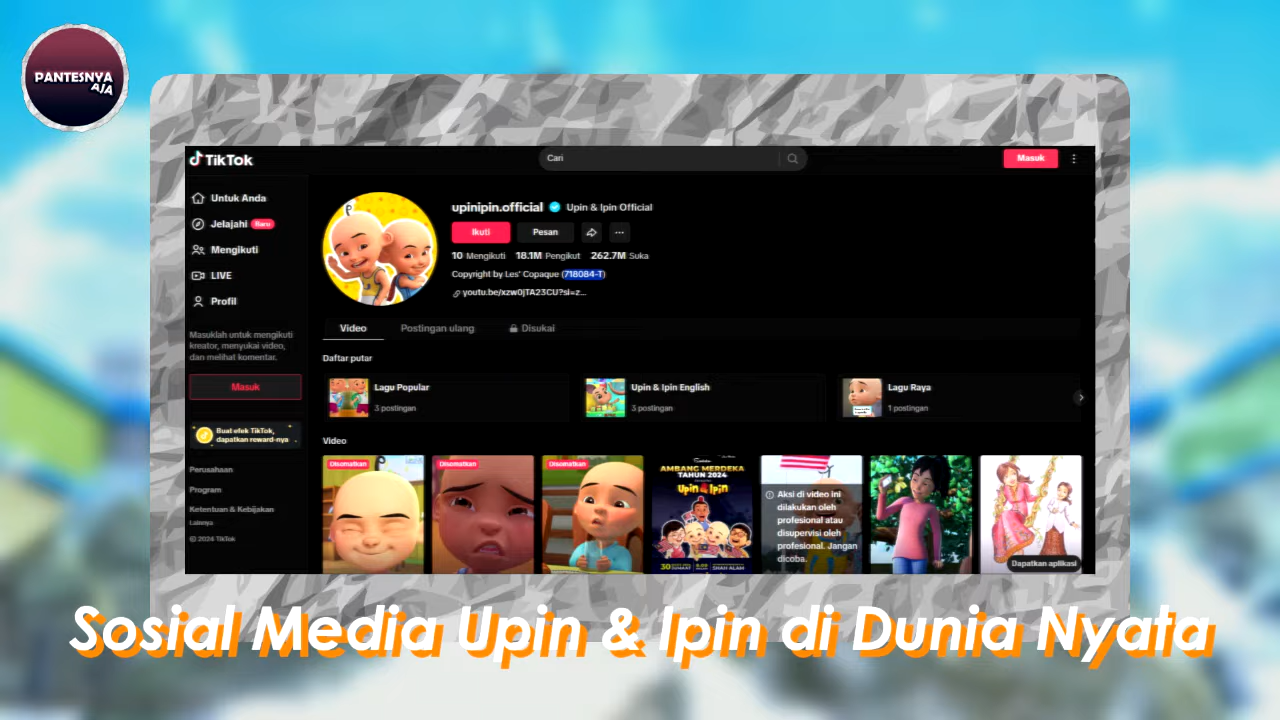 PANTESNYA
AJA
TikTok
Cari
Masuk
Untuk Anda
Jelajahi Baru
Mengikuti
LIVE
Profil
Masuklah untuk mengikuti
kreator, menyukai video,
dan melihat komentar.
Masuk
Buat efek TikTok,
dapatkan reward-nya
Perusahaan
Program
Ketentuan & Kebijakan
Lainnya
© 2024 TikTok
upinipin.official Upin & Ipin Official
Ikuti Pesan
10 Mengikuti 18.1M Pengikut 262.7M Suka
Copyright by Les' Copaque (718084-T)
youtu.be/xzw0jTA23CU?si=z...
Video Postingan ulang Disukai
Daftar putar
Lagu Popular
3 postingan
Upin & Ipin English
3 postingan
Lagu Raya
1 postingan
Video
Disematkan
Disematkan
Disematkan
AMBANG MERDEKA
TAHUN 2024
Upin & Ipin
30
SHAH ALAM
Aksi di video ini
dilakukan oleh
profesional atau
disupervisi oleh
profesional. Jangan
dicoba.
Dapatkan aplikasi
Sosial Media Upin & Ipin di Dunia Nyata